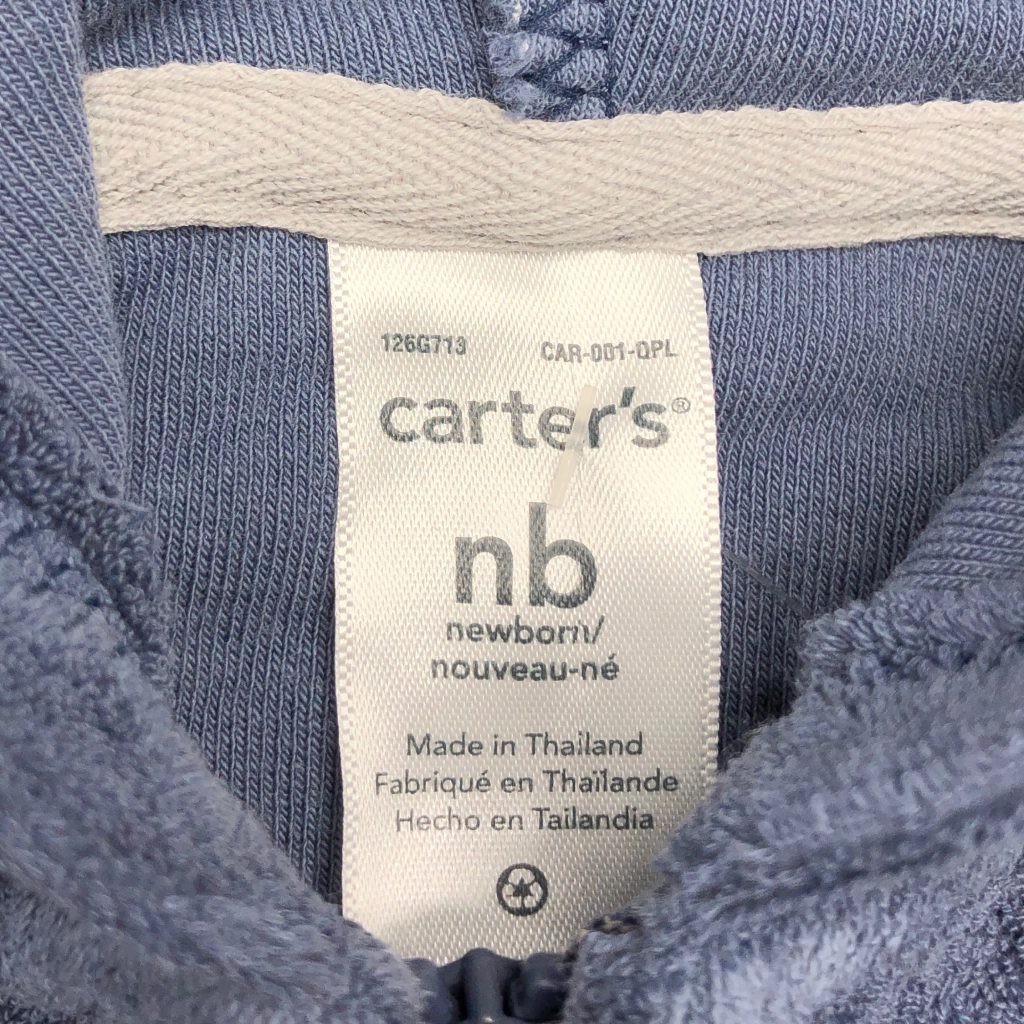 126G713 CAR-001-QPL
carter's®
nb
newborn/
nouveau-né
Made in Thailand
Fabriqué en Thaïlande
Hecho en Tailandia